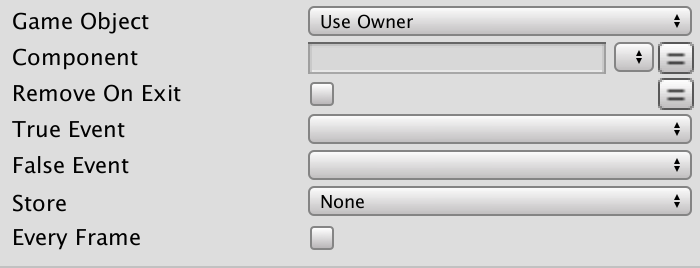 Game Object Use Owner
Component
Remove On Exit
True Event
False Event
Store None
Every Frame